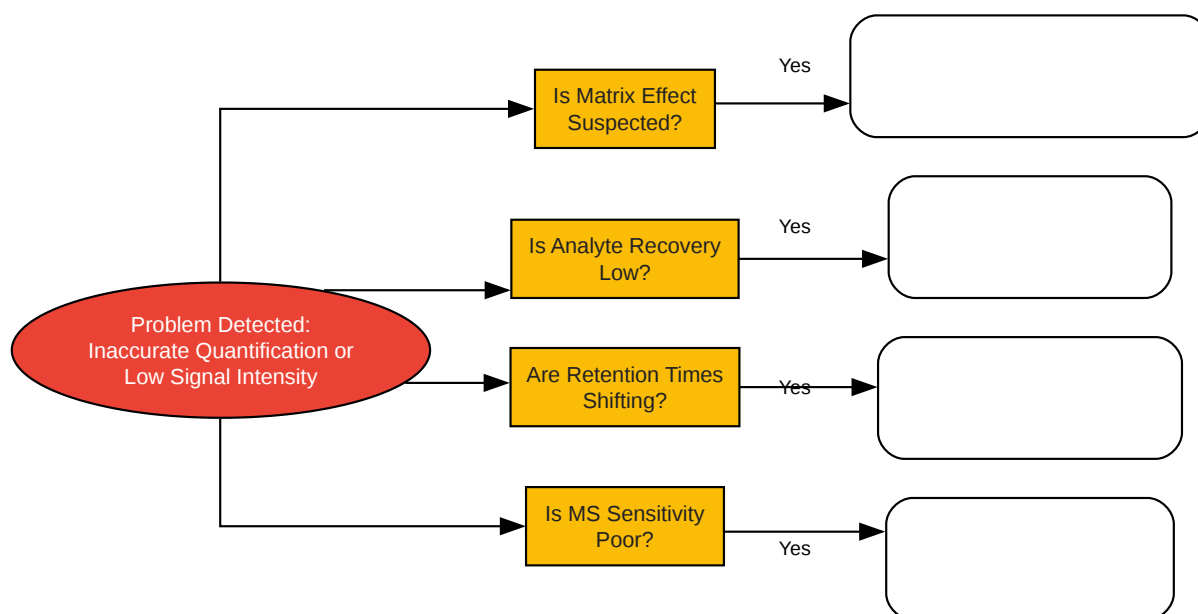 Is Matrix Effect
Suspected?
Yes
Is Analyte Recovery
Low?
Yes
Problem Detected:
Inaccurate Quantification or
Low Signal Intensity
Are Retention Times
Shifting?
Yes
Is MS Sensitivity
Poor?
Yes